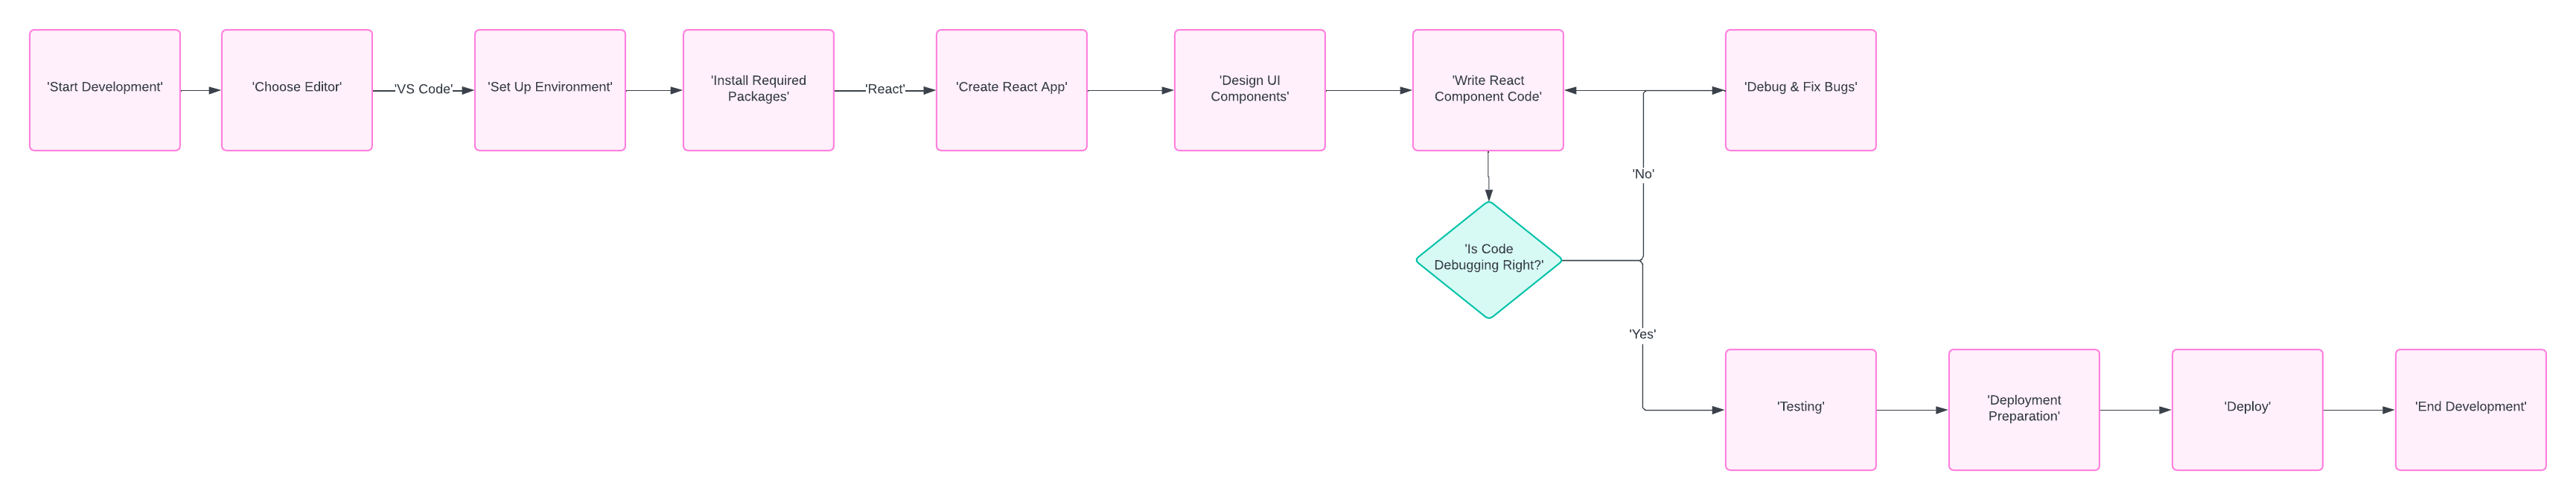 'Start Development'
'Choose Editor'
'VS Code'
'Set Up Environment'
'Install Required
Packages'
'React'
'Create React App'
'Design UI
Components'
'Write React
Component Code'
'Debug & Fix Bugs'
'No'
'Is Code
Debugging Right?'
'Yes'
'Testing'
'Deployment
Preparation'
'Deploy'
'End Development'